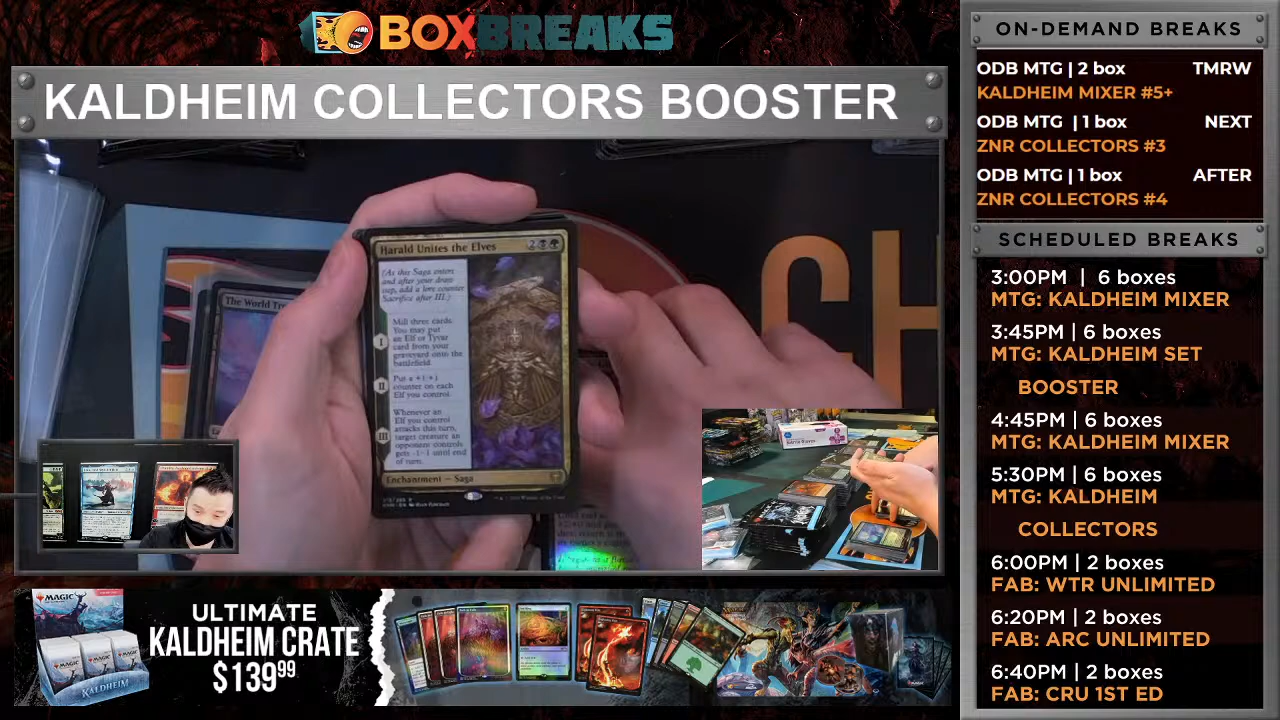 BOXBREAKS
KALDHEIM COLLECTORS BOOSTER
Harald Unites the Elves
(As this Saga enters
and after your draw
step, add a lore counter
Sacrifice after III.)
I
Mill three cards.
You may put
an Elf or Tyvar
card from your
graveyard onto the
battlefield.
II
Put a +1/+1
counter on each
Elf you control.
III
Whenever an
Elf you control
attacks this turn,
target creature an
opponent controls
gets -1/-1 until end
of turn.
Enchantment — Saga
The World Tre
CH
ULTIMATE
KALDHEIM CRATE
$139⁹⁹
MAGIC
KALDHEIM
ON-DEMAND BREAKS
ODB MTG | 2 box TMRW
KALDHEIM MIXER #5+
ODB MTG | 1 box NEXT
ZNR COLLECTORS #3
ODB MTG | 1 box AFTER
ZNR COLLECTORS #4
SCHEDULED BREAKS
3:00PM | 6 boxes
MTG: KALDHEIM MIXER
3:45PM | 6 boxes
MTG: KALDHEIM SET
BOOSTER
4:45PM | 6 boxes
MTG: KALDHEIM MIXER
5:30PM | 6 boxes
MTG: KALDHEIM
COLLECTORS
6:00PM | 2 boxes
FAB: WTR UNLIMITED
6:20PM | 2 boxes
FAB: ARC UNLIMITED
6:40PM | 2 boxes
FAB: CRU 1ST ED